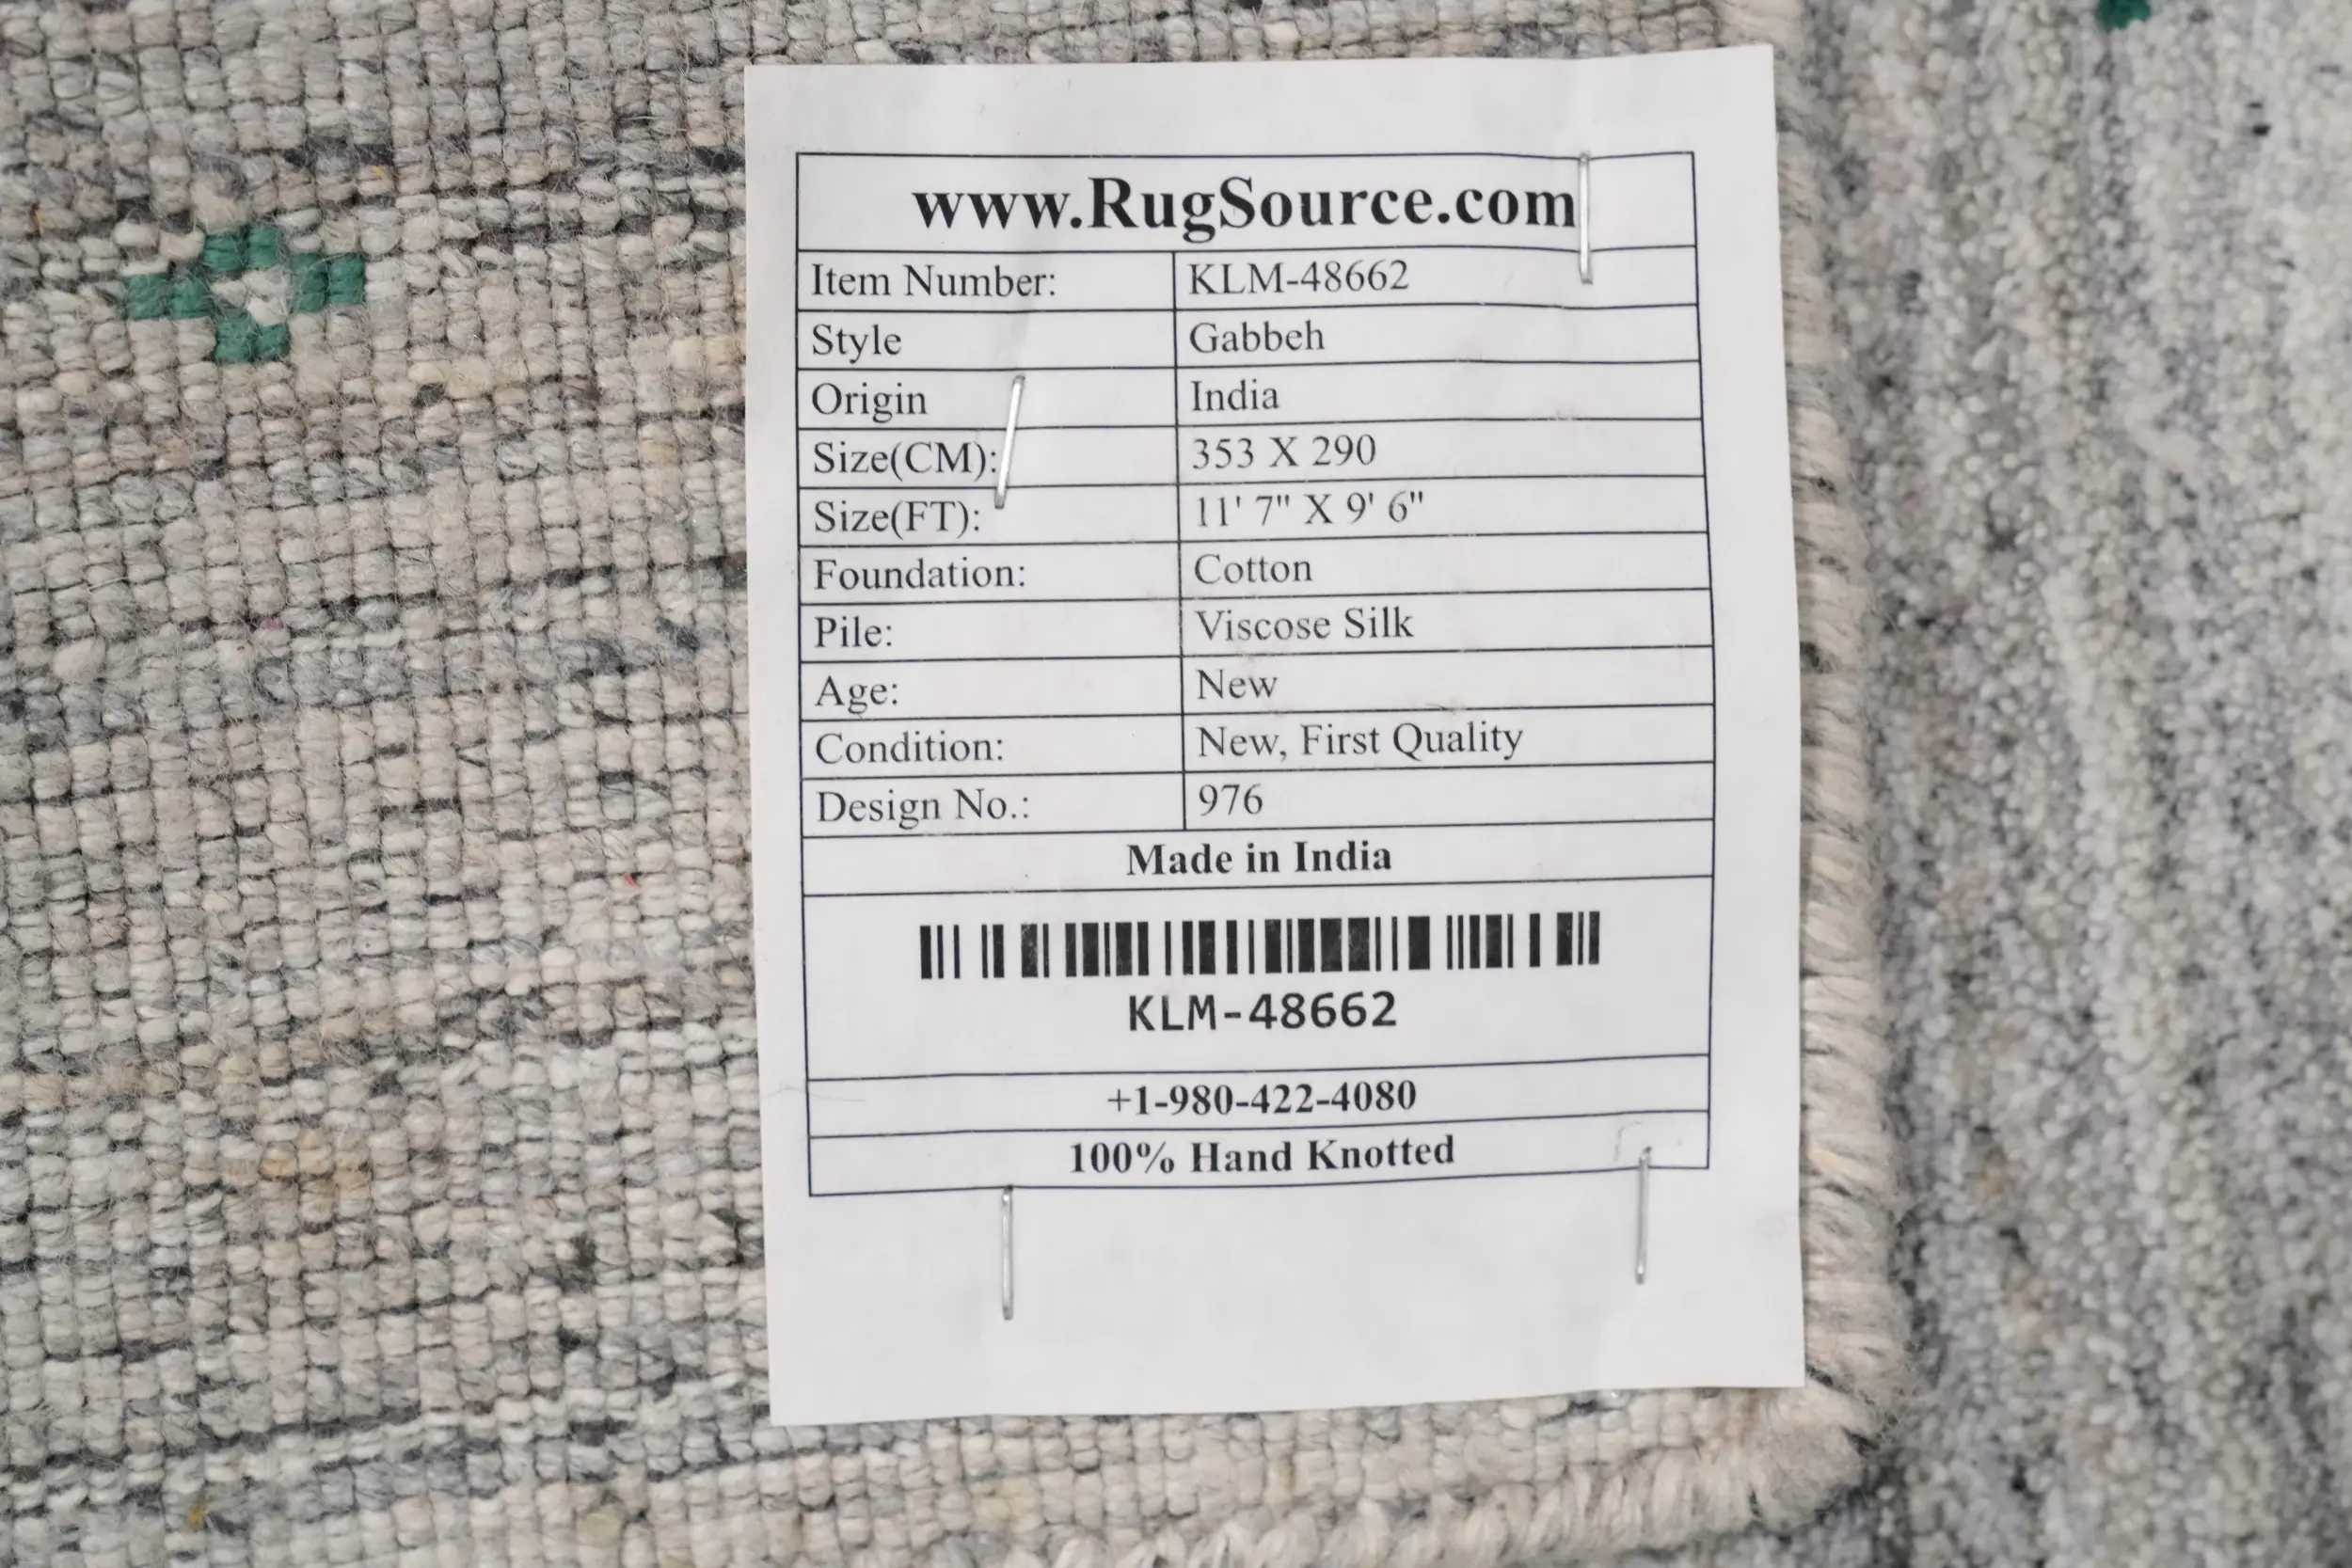 www.RugSource.com
Item Number: KLM-48662
Style Gabbeh
Origin India
Size(CM): 353 X 290
Size(FT): 11' 7" X 9' 6"
Foundation: Cotton
Pile: Viscose Silk
Age: New
Condition: New, First Quality
Design No.: 976
Made in India
KLM-48662
+1-980-422-4080
100% Hand Knotted